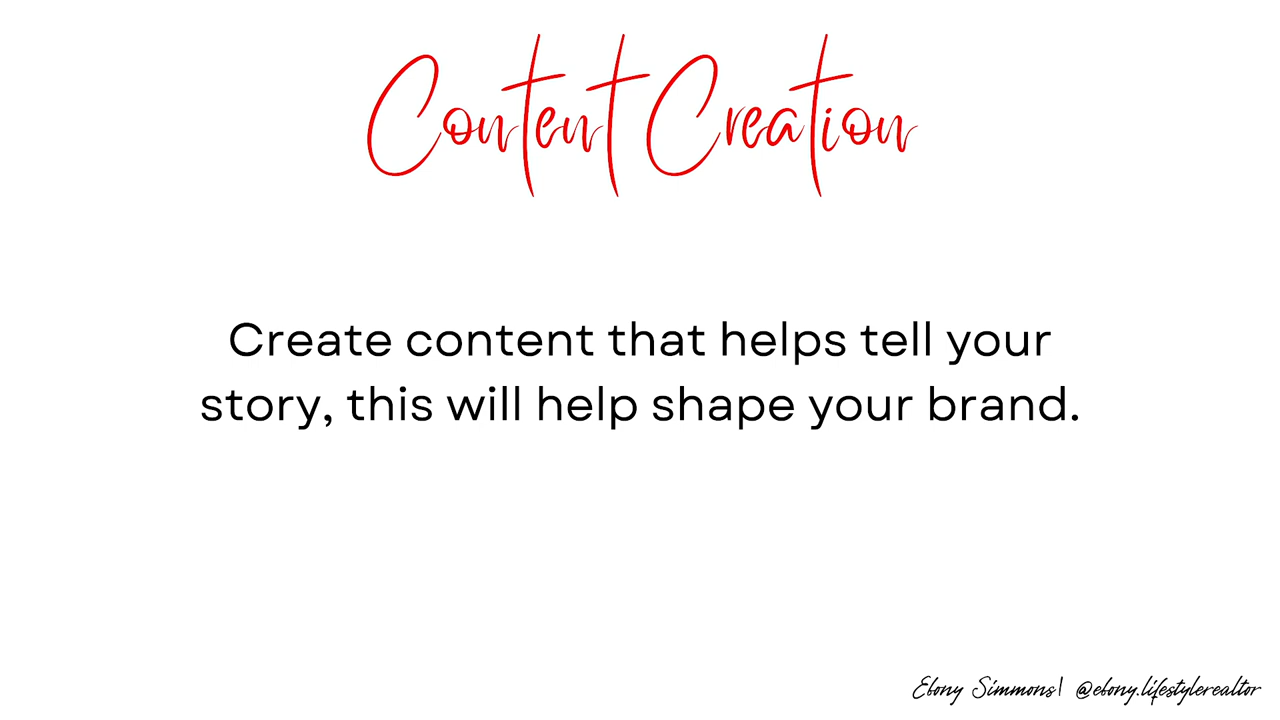 Content Creation
Create content that helps tell your
story, this will help shape your brand.
Ebony Simmons| @ebony.lifestylerealtor